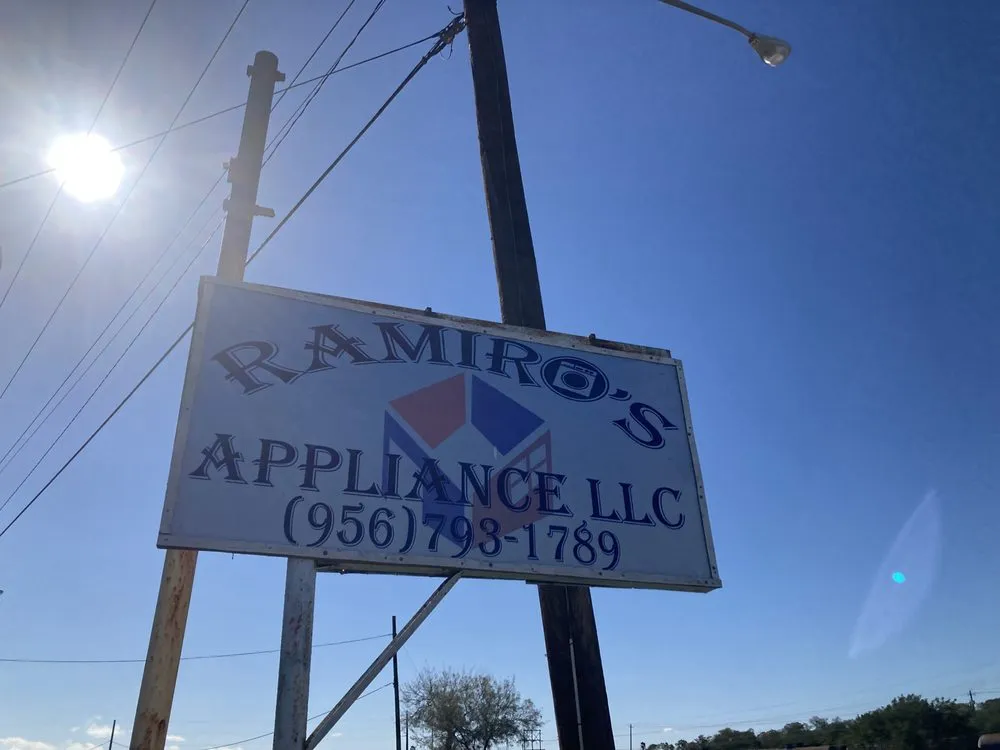 RAMIRO'S
APPLIANCE LLC
(956)793-1789